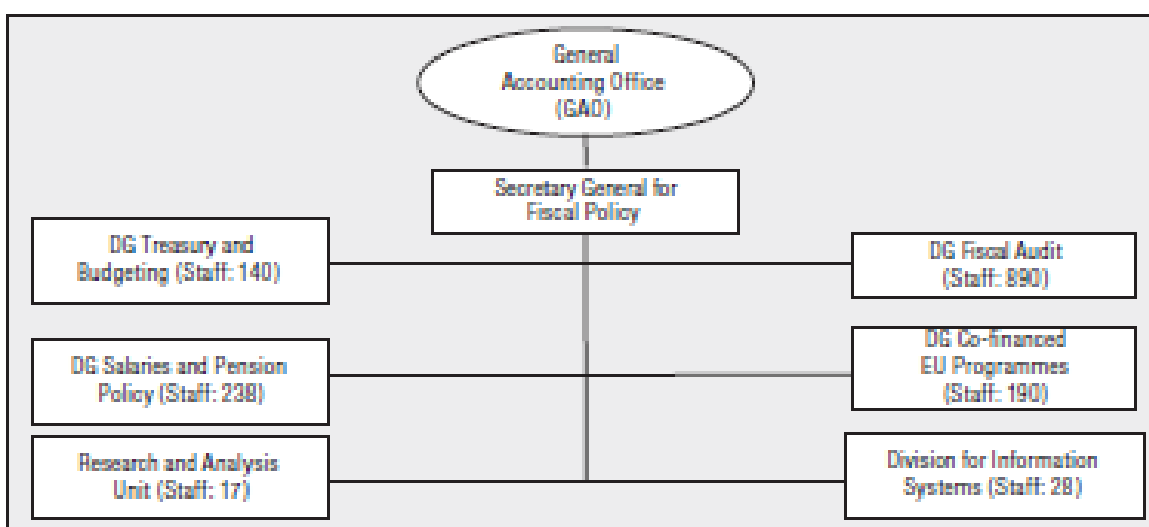 General
Accounting Office
(GAO)
Secretary General for
Fiscal Policy
DG Treasury and
Budgeting (Staff: 140)
DG Fiscal Audit
(Staff: 890)
DG Salaries and Pension
Policy (Staff: 238)
DG Co-financed
EU Programmes
(Staff: 190)
Research and Analysis
Unit (Staff: 17)
Division for Information
Systems (Staff: 28)